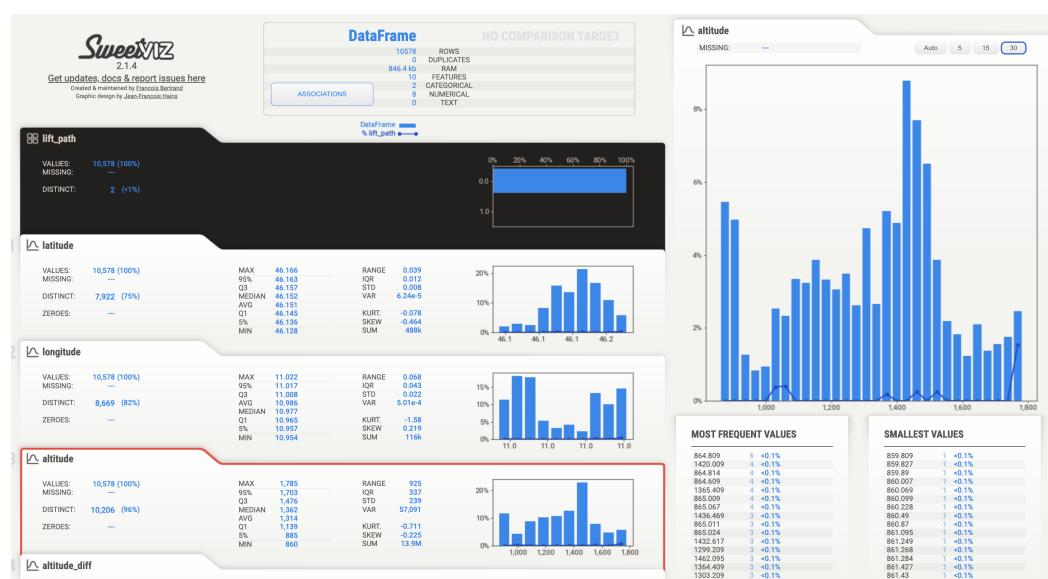 SweetVIZ
2.1.4
Get updates, docs & report issues here
Created & maintained by Francois Bertrand
Graphic design by Jean-Francois Hains
DataFrame
NO COMPARISON TARGET
10578 ROWS
0 DUPLICATES
846.4 kb RAM
10 FEATURES
2 CATEGORICAL
8 NUMERICAL
0 TEXT
ASSOCIATIONS
DataFrame
% lift_path
lift_path
VALUES: 10,578 (100%)
MISSING: ---
DISTINCT: 2 (<1%)
0% 20% 40% 60% 80% 100%
0.0
1.0
1
latitude
VALUES: 10,578 (100%)
MISSING: ---
DISTINCT: 7,922 (75%)
ZEROES: ---
MAX 46.166
95% 46.163
Q3 46.157
MEDIAN 46.152
AVG 46.151
Q1 46.145
5% 46.136
MIN 46.128
RANGE 0.039
IQR 0.012
STD 0.008
VAR 6.24e-5
KURT. -0.078
SKEW -0.464
SUM 488k
20%
10%
0%
46.1 46.1 46.1 46.2
2
longitude
VALUES: 10,578 (100%)
MISSING: ---
DISTINCT: 8,669 (82%)
ZEROES: ---
MAX 11.022
95% 11.017
Q3 11.008
AVG 10.986
MEDIAN 10.977
Q1 10.965
5% 10.957
MIN 10.954
RANGE 0.068
IQR 0.043
STD 0.022
VAR 5.01e-4
KURT. -1.58
SKEW 0.219
SUM 116k
15%
10%
5%
0%
11.0 11.0 11.0 11.0
3
altitude
VALUES: 10,578 (100%)
MISSING: ---
DISTINCT: 10,206 (96%)
ZEROES: ---
MAX 1,785
95% 1,703
Q3 1,476
MEDIAN 1,362
AVG 1,314
Q1 1,139
5% 885
MIN 860
RANGE 925
IQR 337
STD 239
VAR 57,091
KURT. -0.711
SKEW -0.225
SUM 13.9M
20%
10%
0%
1,000 1,200 1,400 1,600 1,800
4
altitude_diff
altitude
MISSING: ---
Auto 5 15 30
8%
6%
4%
2%
0%
1,000 1,200 1,400 1,600 1,800
MOST FREQUENT VALUES
864.809 6 <0.1%
1420.009 4 <0.1%
864.814 4 <0.1%
864.609 4 <0.1%
1365.409 4 <0.1%
865.009 4 <0.1%
865.067 4 <0.1%
1436.469 3 <0.1%
865.011 3 <0.1%
865.024 3 <0.1%
1432.617 3 <0.1%
1299.209 3 <0.1%
1462.095 3 <0.1%
1364.409 3 <0.1%
1303.209 3 <0.1%
SMALLEST VALUES
859.809 1 <0.1%
859.827 1 <0.1%
859.89 1 <0.1%
860.007 1 <0.1%
860.069 1 <0.1%
860.099 1 <0.1%
860.228 1 <0.1%
860.49 1 <0.1%
860.87 1 <0.1%
861.095 1 <0.1%
861.249 1 <0.1%
861.268 1 <0.1%
861.284 1 <0.1%
861.427 1 <0.1%
861.43 1 <0.1%